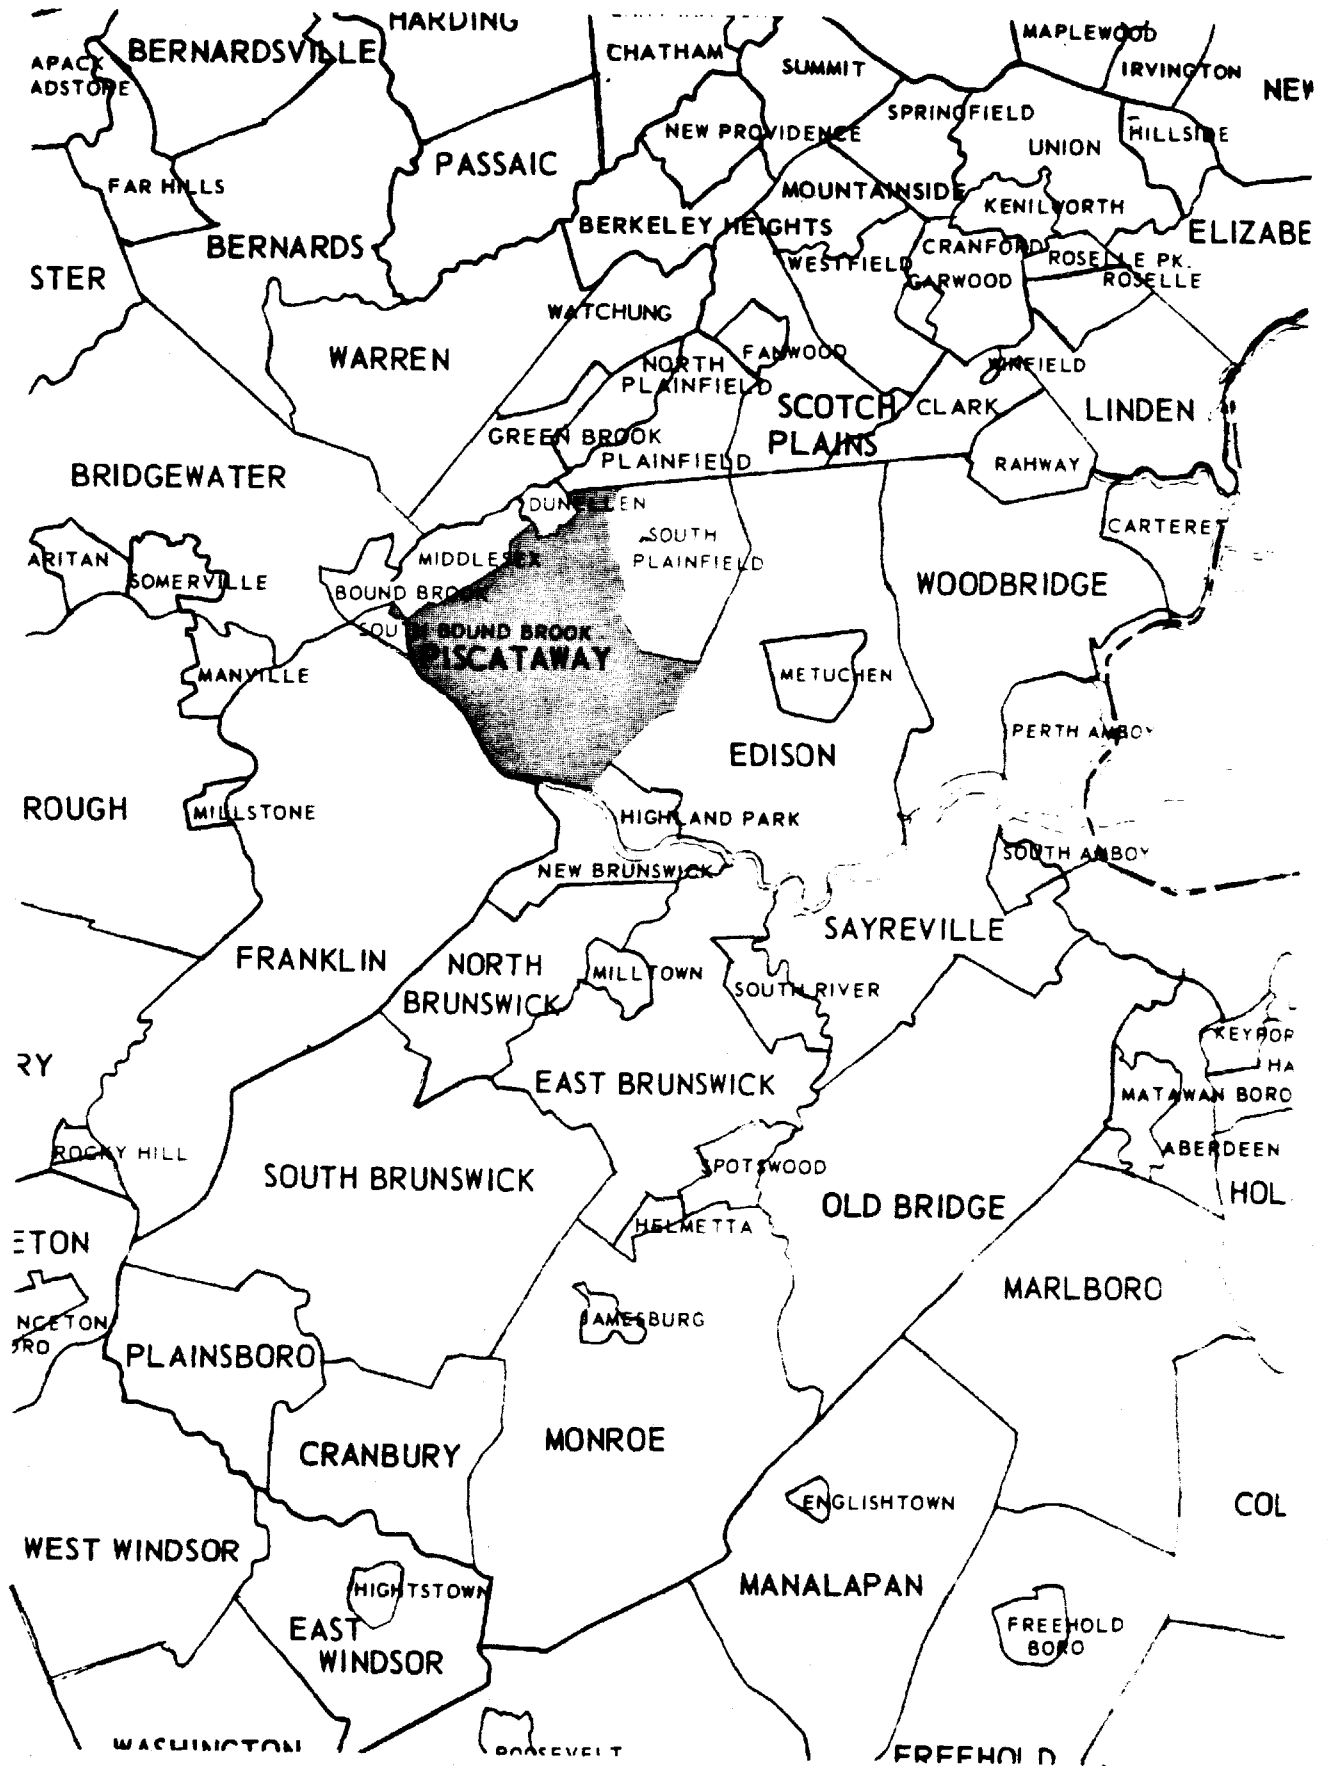 HARDING
BERNARDSVILLE
CHATHAM
MAPLEWOOD
APACK
ADSTONE
SUMMIT
IRVINGTON
NEW
SPRINGFIELD
NEW PROVIDENCE
HILLSIDE
UNION
PASSAIC
FAR HILLS
MOUNTAINSIDE
KENILWORTH
BERKELEY HEIGHTS
ELIZABE
BERNARDS
CRANFORD
WESTFIELD
ROSELLE PK.
STER
GARWOOD
ROSELLE
WATCHUNG
WARREN
FANWOOD
NORTH
PLAINFIELD
WINFIELD
SCOTCH
PLAINS
CLARK
LINDEN
GREEN BROOK
PLAINFIELD
RAHWAY
BRIDGEWATER
DUNELLEN
CARTERET
SOUTH
PLAINFIELD
ARITAN
MIDDLESEX
SOMERVILLE
WOODBRIDGE
BOUND BROOK
SOUTH BOUND BROOK
PISCATAWAY
MANVILLE
METUCHEN
PERTH AMBOY
EDISON
ROUGH
MILLSTONE
HIGHLAND PARK
SOUTH AMBOY
NEW BRUNSWICK
SAYREVILLE
FRANKLIN
NORTH
BRUNSWICK
MILLTOWN
SOUTH RIVER
KEYPOR
RY
HA
EAST BRUNSWICK
MATAWAN BORO
ROCKY HILL
ABERDEEN
SPOTSWOOD
SOUTH BRUNSWICK
HOL
OLD BRIDGE
HELMETTA
ETON
MARLBORO
NCETON
ORO
JAMESBURG
PLAINSBORO
MONROE
CRANBURY
ENGLISHTOWN
COL
WEST WINDSOR
MANALAPAN
HIGHTSTOWN
EAST
WINDSOR
FREEHOLD
BORO
WASHINGTON
ROOSEVELT
FREEHOLD